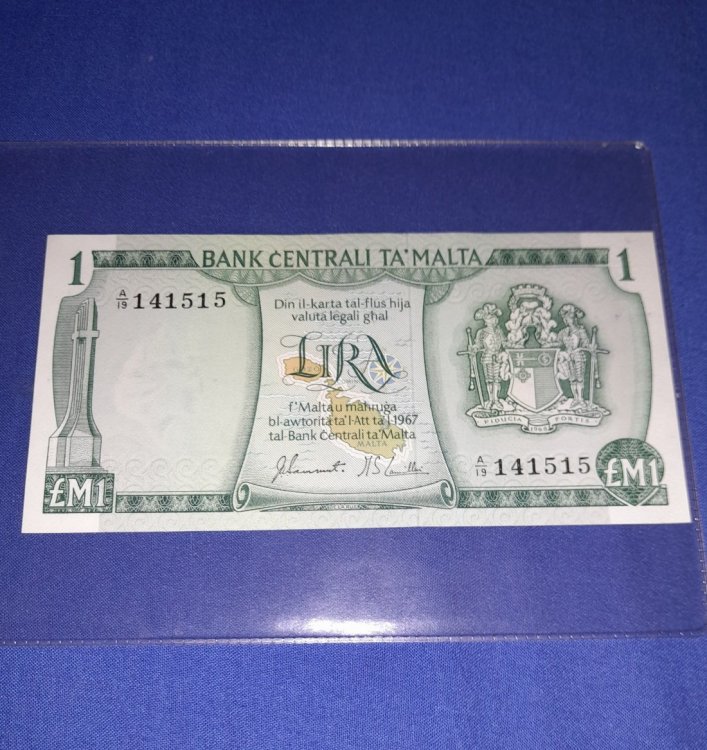 1 BANK ĊENTRALI TA' MALTA 1
A/19 141515
Din il-karta tal-flus hija
valuta legali għal
LIRA
f'Malta u maħruġa
bl-awtorità ta' l-Att ta' l-1967
tal-Bank Ċentrali ta' Malta
MALTA
FIDUCIA FORTIS
A/19 141515
£M1 £M1